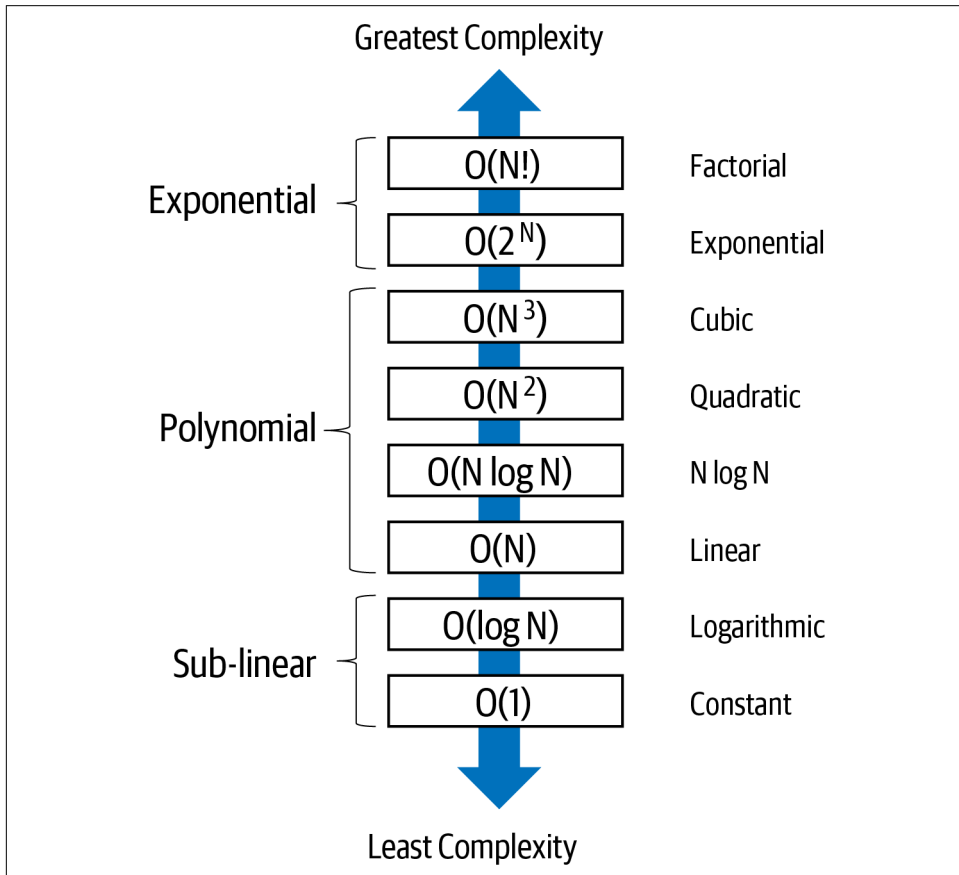 Greatest Complexity
Exponential
O(N!)
Factorial
O(2^N)
Exponential
Polynomial
O(N^3)
Cubic
O(N^2)
Quadratic
O(N log N)
N log N
O(N)
Linear
Sub-linear
O(log N)
Logarithmic
O(1)
Constant
Least Complexity